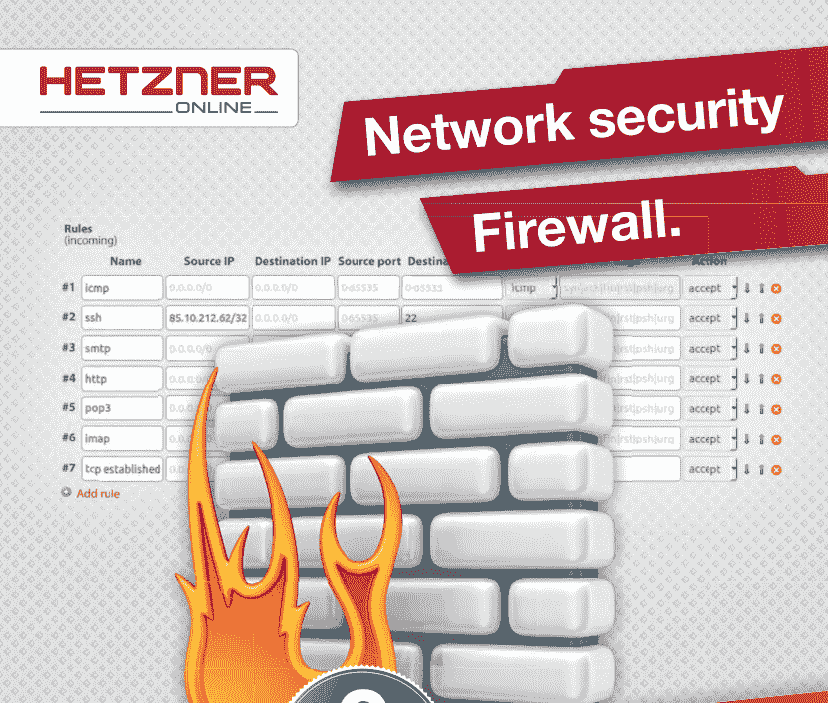 HETZNER
ONLINE
Network security
Firewall.
Rules
(incoming)
Name Source IP Destination IP Source port Action
#1 icmp 0.0.0.0/0 0.0.0.0/0 0-65535 0-65535 icmp accept
#2 ssh 85.10.212.62/32 0.0.0.0/0 0-65535 22 accept
#3 smtp 0.0.0.0/0 accept
#4 http accept
#5 pop3 accept
#6 imap accept
#7 tcp established accept
Add rule